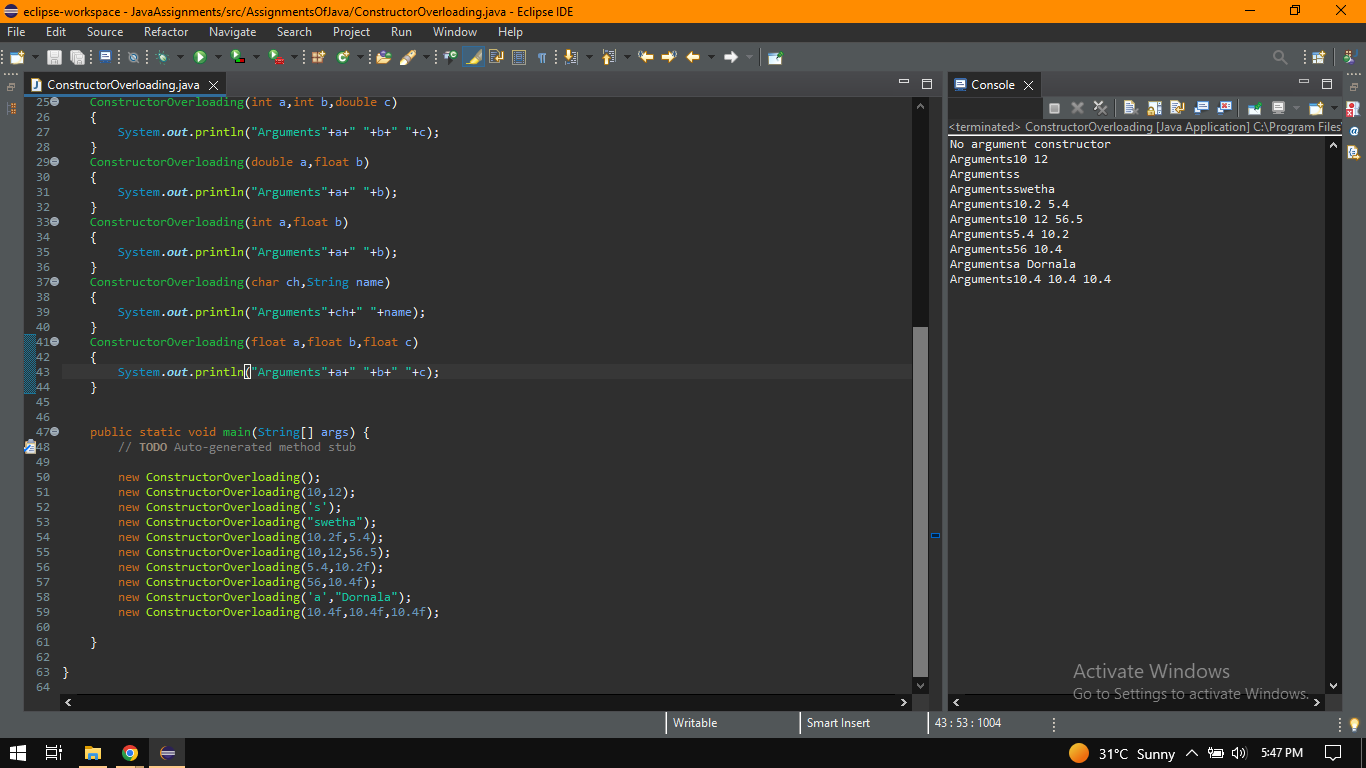 eclipse-workspace - JavaAssignments/src/AssignmentsOfJava/ConstructorOverloading.java - Eclipse IDE
File Edit Source Refactor Navigate Search Project Run Window Help
ConstructorOverloading.java
25 ConstructorOverloading(int a,int b,double c)
26 {
27 System.out.println("Arguments"+a+" "+b+" "+c);
28 }
29 ConstructorOverloading(double a,float b)
30 {
31 System.out.println("Arguments"+a+" "+b);
32 }
33 ConstructorOverloading(int a,float b)
34 {
35 System.out.println("Arguments"+a+" "+b);
36 }
37 ConstructorOverloading(char ch,String name)
38 {
39 System.out.println("Arguments"+ch+" "+name);
40 }
41 ConstructorOverloading(float a,float b,float c)
42 {
43 System.out.println("Arguments"+a+" "+b+" "+c);
44 }
45
46
47 public static void main(String[] args) {
48 // TODO Auto-generated method stub
49
50 new ConstructorOverloading();
51 new ConstructorOverloading(10,12);
52 new ConstructorOverloading('s');
53 new ConstructorOverloading("swetha");
54 new ConstructorOverloading(10.2f,5.4);
55 new ConstructorOverloading(10,12,56.5);
56 new ConstructorOverloading(5.4,10.2f);
57 new ConstructorOverloading(56,10.4f);
58 new ConstructorOverloading('a',"Dornala");
59 new ConstructorOverloading(10.4f,10.4f,10.4f);
60
61 }
62
63 }
64
Console
<terminated> ConstructorOverloading [Java Application] C:\Program Files
No argument constructor
Arguments10 12
Argumentss
Argumentsswetha
Arguments10.2 5.4
Arguments10 12 56.5
Arguments5.4 10.2
Arguments56 10.4
Argumentsa Dornala
Arguments10.4 10.4 10.4
Activate Windows
Go to Settings to activate Windows.
Writable Smart Insert 43 : 53 : 1004
31°C Sunny 5:47 PM